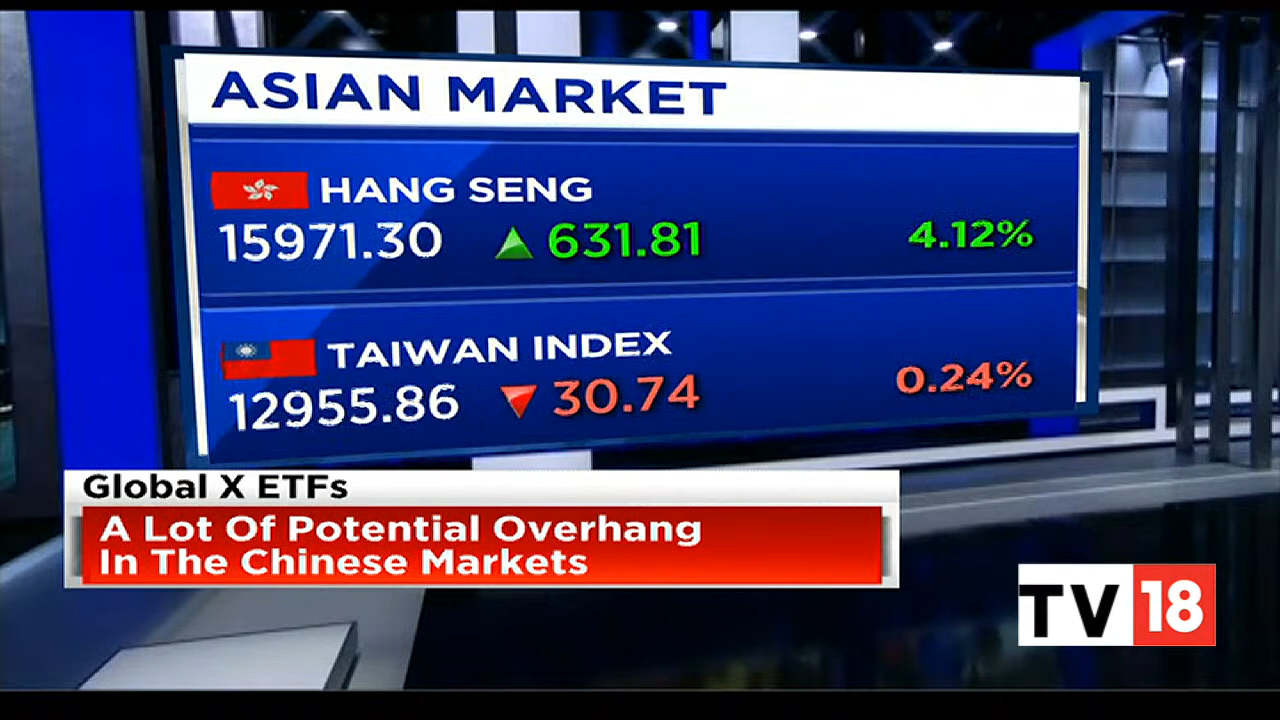 ASIAN MARKET
HANG SENG
15971.30 ▲ 631.81 4.12%
TAIWAN INDEX
12955.86 ▼ 30.74 0.24%
Global X ETFs
A Lot Of Potential Overhang
In The Chinese Markets
TV18